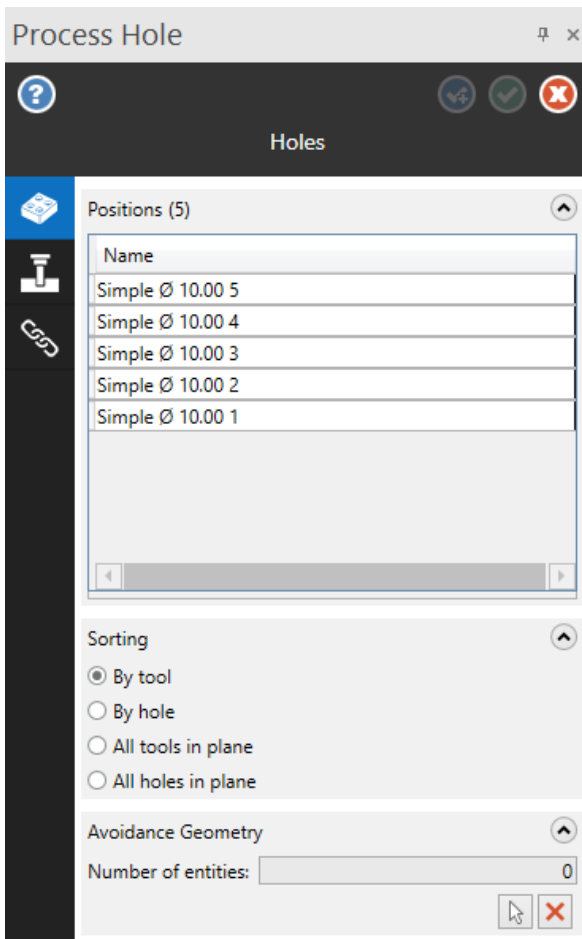 Process Hole
Holes
Positions (5)
Name
Simple Ø 10.00 5
Simple Ø 10.00 4
Simple Ø 10.00 3
Simple Ø 10.00 2
Simple Ø 10.00 1
Sorting
By tool
By hole
All tools in plane
All holes in plane
Avoidance Geometry
Number of entities: 0